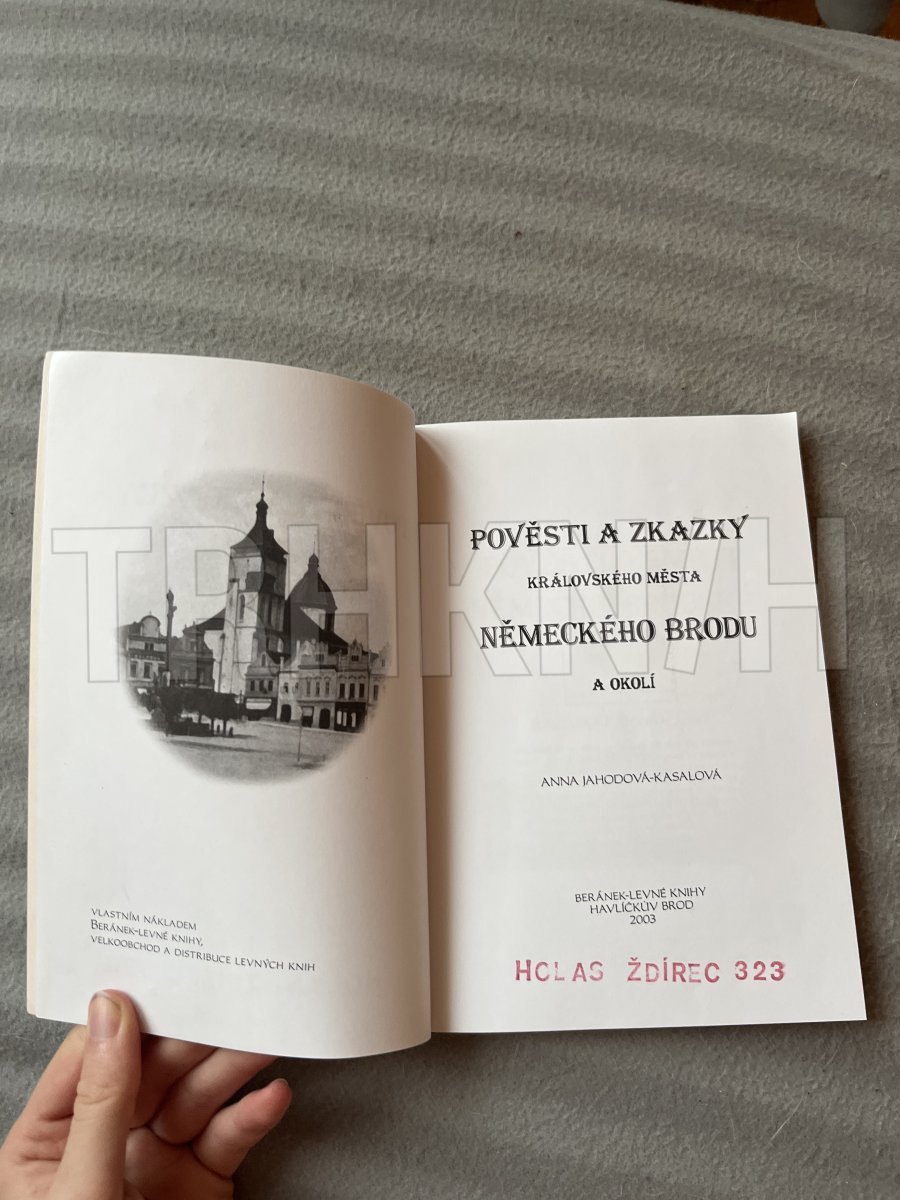 VLASTNÍM NÁKLADEM
BERÁNEK-LEVNÉ KNIHY,
VELKOOBCHOD A DISTRIBUCE LEVNÝCH KNIH
POVĚSTI A ZKAZKY
KRÁLOVSKÉHO MĚSTA
NĚMECKÉHO BRODU
A OKOLÍ
ANNA JAHODOVÁ-KASALOVÁ
BERÁNEK-LEVNÉ KNIHY
HAVLÍČKŮV BROD
2003
HOLAS ŽDÍREC 323
TRHKNIH